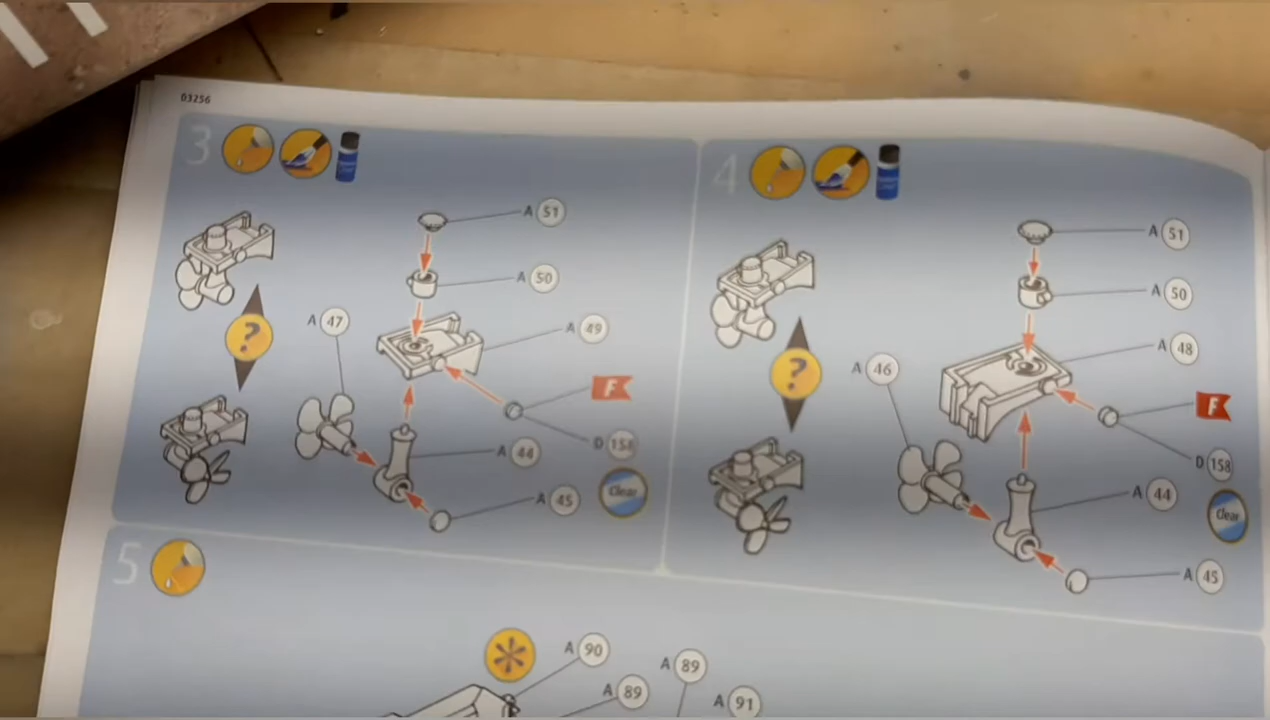 03256
3
4
A 51
A 50
A 47
A 49
?
F
D 158
A 44
A 45
Clear
A 51
A 50
A 48
A 46
?
F
D 158
A 44
A 45
Clear
5
A 90
A 89
A 89
A 91